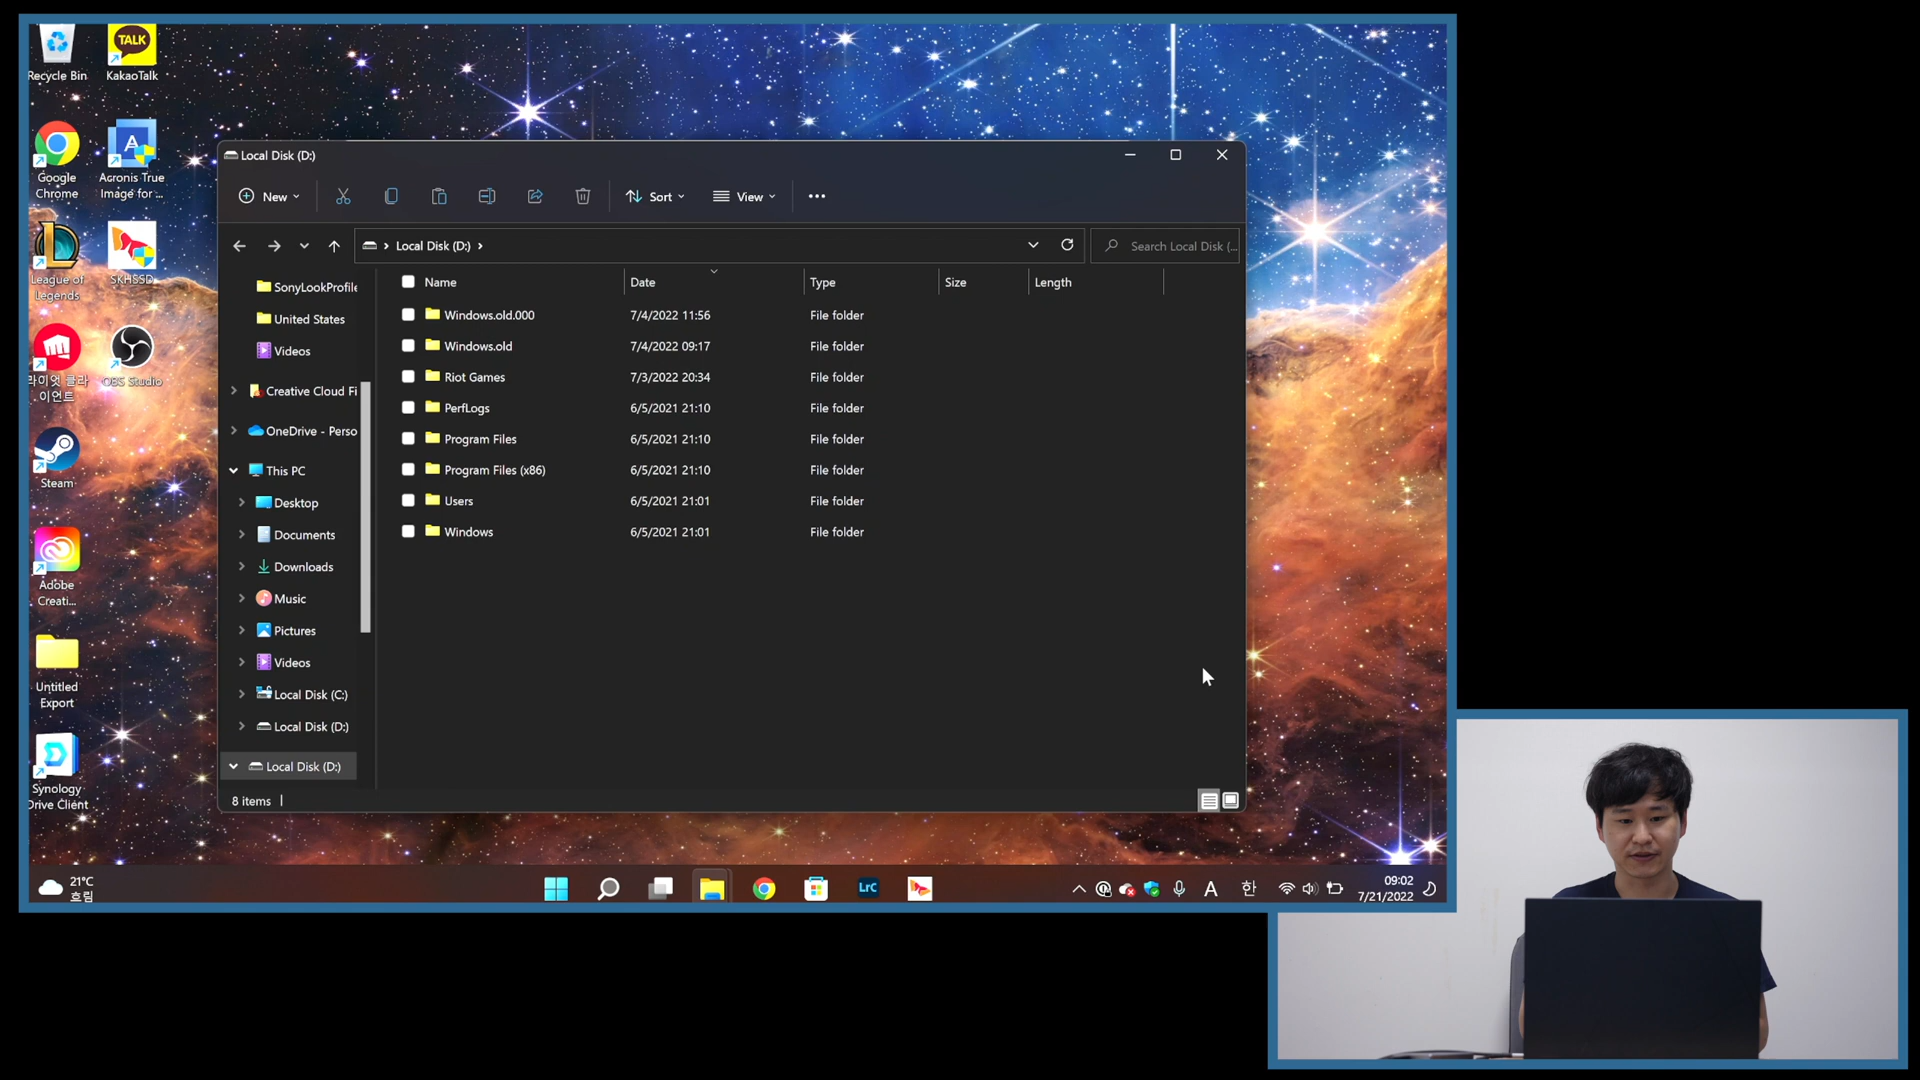 Recycle Bin
TALK
KakaoTalk
Google
Chrome
Acronis True
Image for ...
League of
Legends
SKHSSD
라이엇 클라
이언트
OBS Studio
Steam
Adobe
Creati...
Untitled
Export
Synology
Drive Client
Local Disk (D:)
New
Sort
View
Local Disk (D:)
Search Local Disk (...
SonyLookProfile
United States
Videos
Creative Cloud Fi
OneDrive - Perso
This PC
Desktop
Documents
Downloads
Music
Pictures
Videos
Local Disk (C:)
Local Disk (D:)
Local Disk (D:)
Name Date Type Size Length
Windows.old.000 7/4/2022 11:56 File folder
Windows.old 7/4/2022 09:17 File folder
Riot Games 7/3/2022 20:34 File folder
PerfLogs 6/5/2021 21:10 File folder
Program Files 6/5/2021 21:10 File folder
Program Files (x86) 6/5/2021 21:10 File folder
Users 6/5/2021 21:01 File folder
Windows 6/5/2021 21:01 File folder
8 items
21°C
흐림
LrC
A
한
09:02
7/21/2022